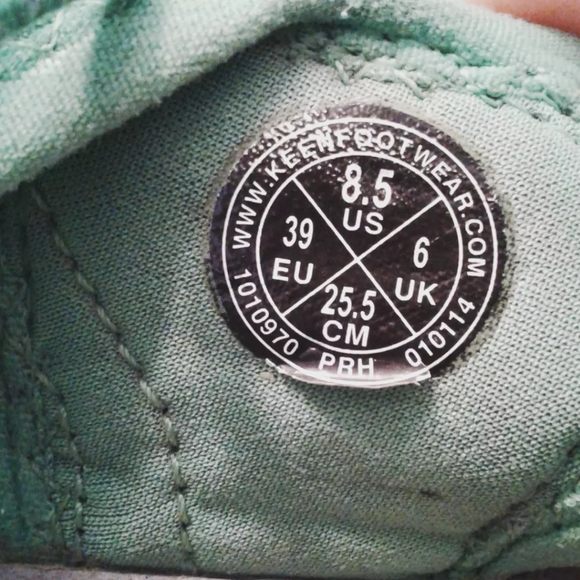 WWW.KEENFOOTWEAR.COM
8.5
US
39
EU
6
UK
25.5
CM
1010970
PRH
010114